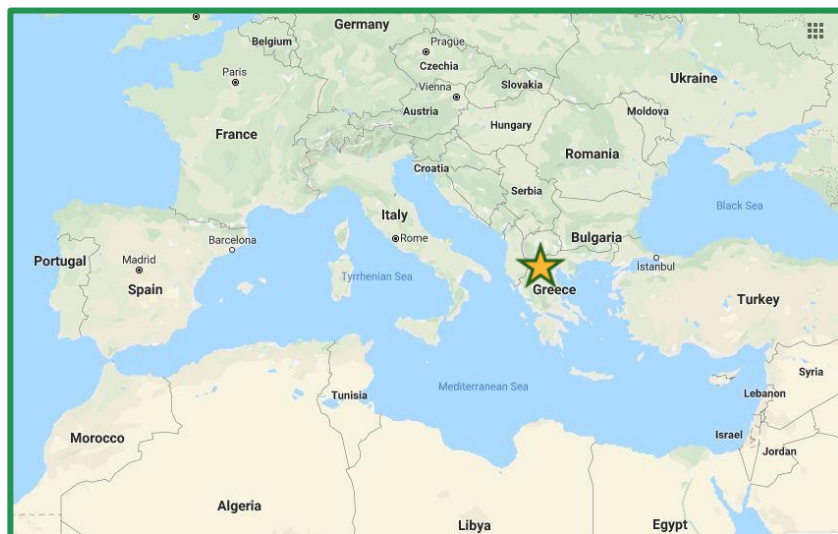 Germany
Belgium
Prague
Czechia
Paris
Vienna
Slovakia
Ukraine
Austria
Moldova
France
Hungary
Romania
Croatia
Serbia
Black Sea
Italy
Barcelona
Rome
Bulgaria
Portugal
Madrid
İstanbul
Tyrrhenian Sea
Spain
Greece
Turkey
Syria
Mediterranean Sea
Tunisia
Lebanon
Morocco
Israel
Jordan
Algeria
Libya
Egypt